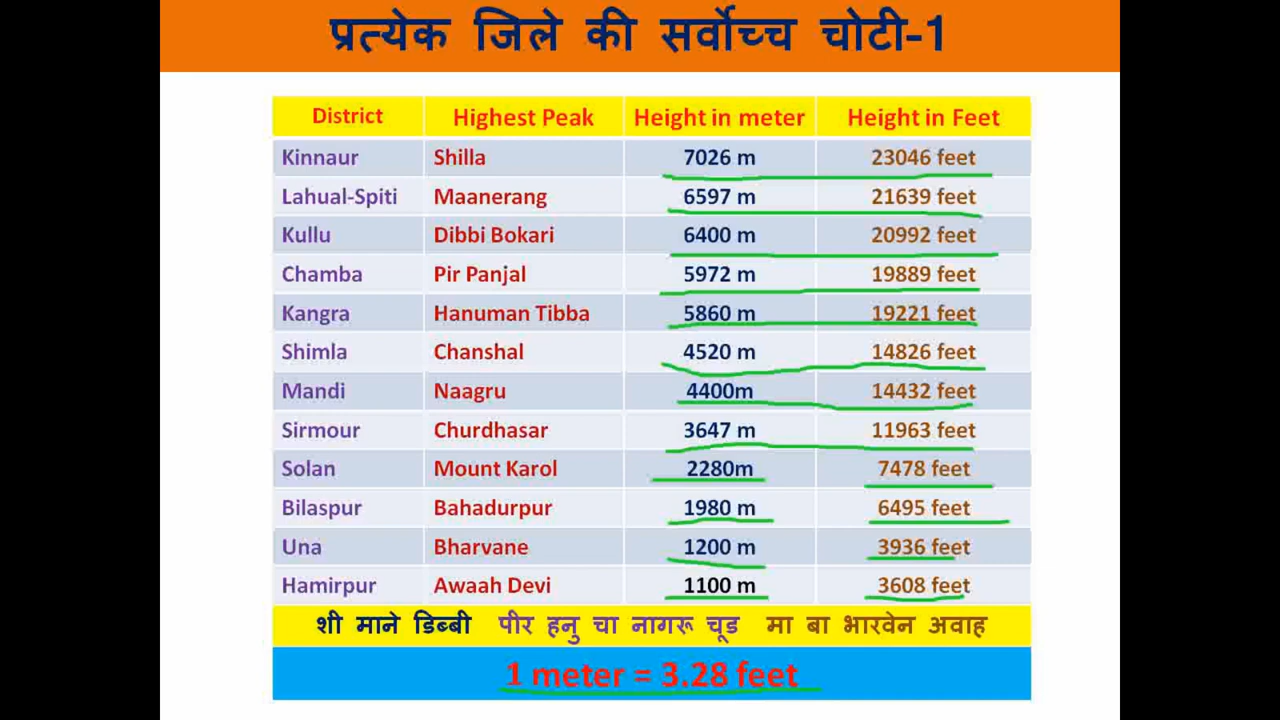 प्रत्येक जिले की सर्वोच्च चोटी-1
District Highest Peak Height in meter Height in Feet
Kinnaur Shilla 7026 m 23046 feet
Lahual-Spiti Maanerang 6597 m 21639 feet
Kullu Dibbi Bokari 6400 m 20992 feet
Chamba Pir Panjal 5972 m 19889 feet
Kangra Hanuman Tibba 5860 m 19221 feet
Shimla Chanshal 4520 m 14826 feet
Mandi Naagru 4400m 14432 feet
Sirmour Churdhasar 3647 m 11963 feet
Solan Mount Karol 2280m 7478 feet
Bilaspur Bahadurpur 1980 m 6495 feet
Una Bharvane 1200 m 3936 feet
Hamirpur Awaah Devi 1100 m 3608 feet
शी माने डिब्बी पीर हनु चा नागरू चूड मा बा भारवेन अवाह
1 meter = 3.28 feet